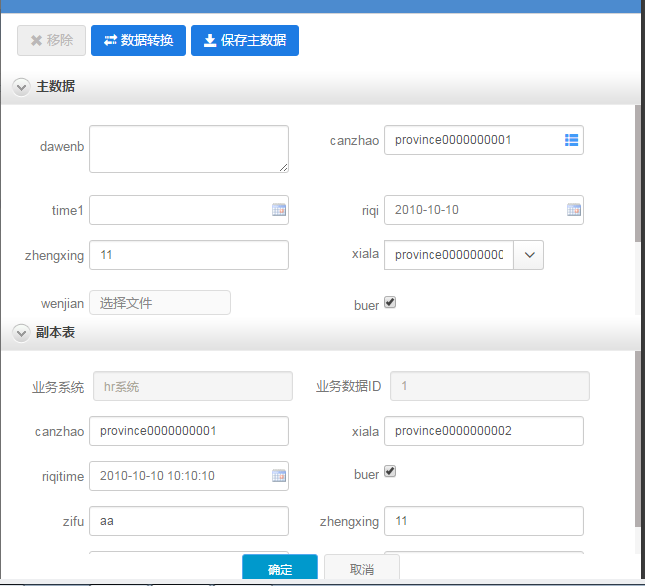 移除 数据转换 保存主数据
主数据
dawenb canzhao province0000000001
time1 riqi 2010-10-10
zhengxing 11 xiala province000000000
wenjian 选择文件 buer
副本表
业务系统 hr系统 业务数据ID 1
canzhao province0000000001 xiala province0000000002
riqitime 2010-10-10 10:10:10 buer
zifu aa zhengxing 11
确定 取消